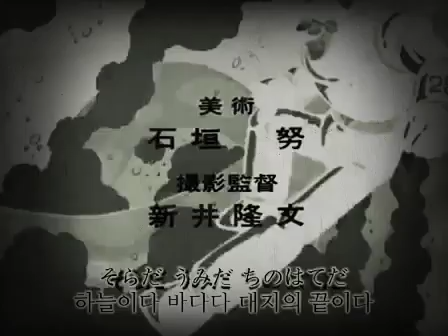 美術
石垣 努
撮影監督
新井隆文
そらだ うみだ ちのはてだ
하늘이다 바다다 대지의 끝이다